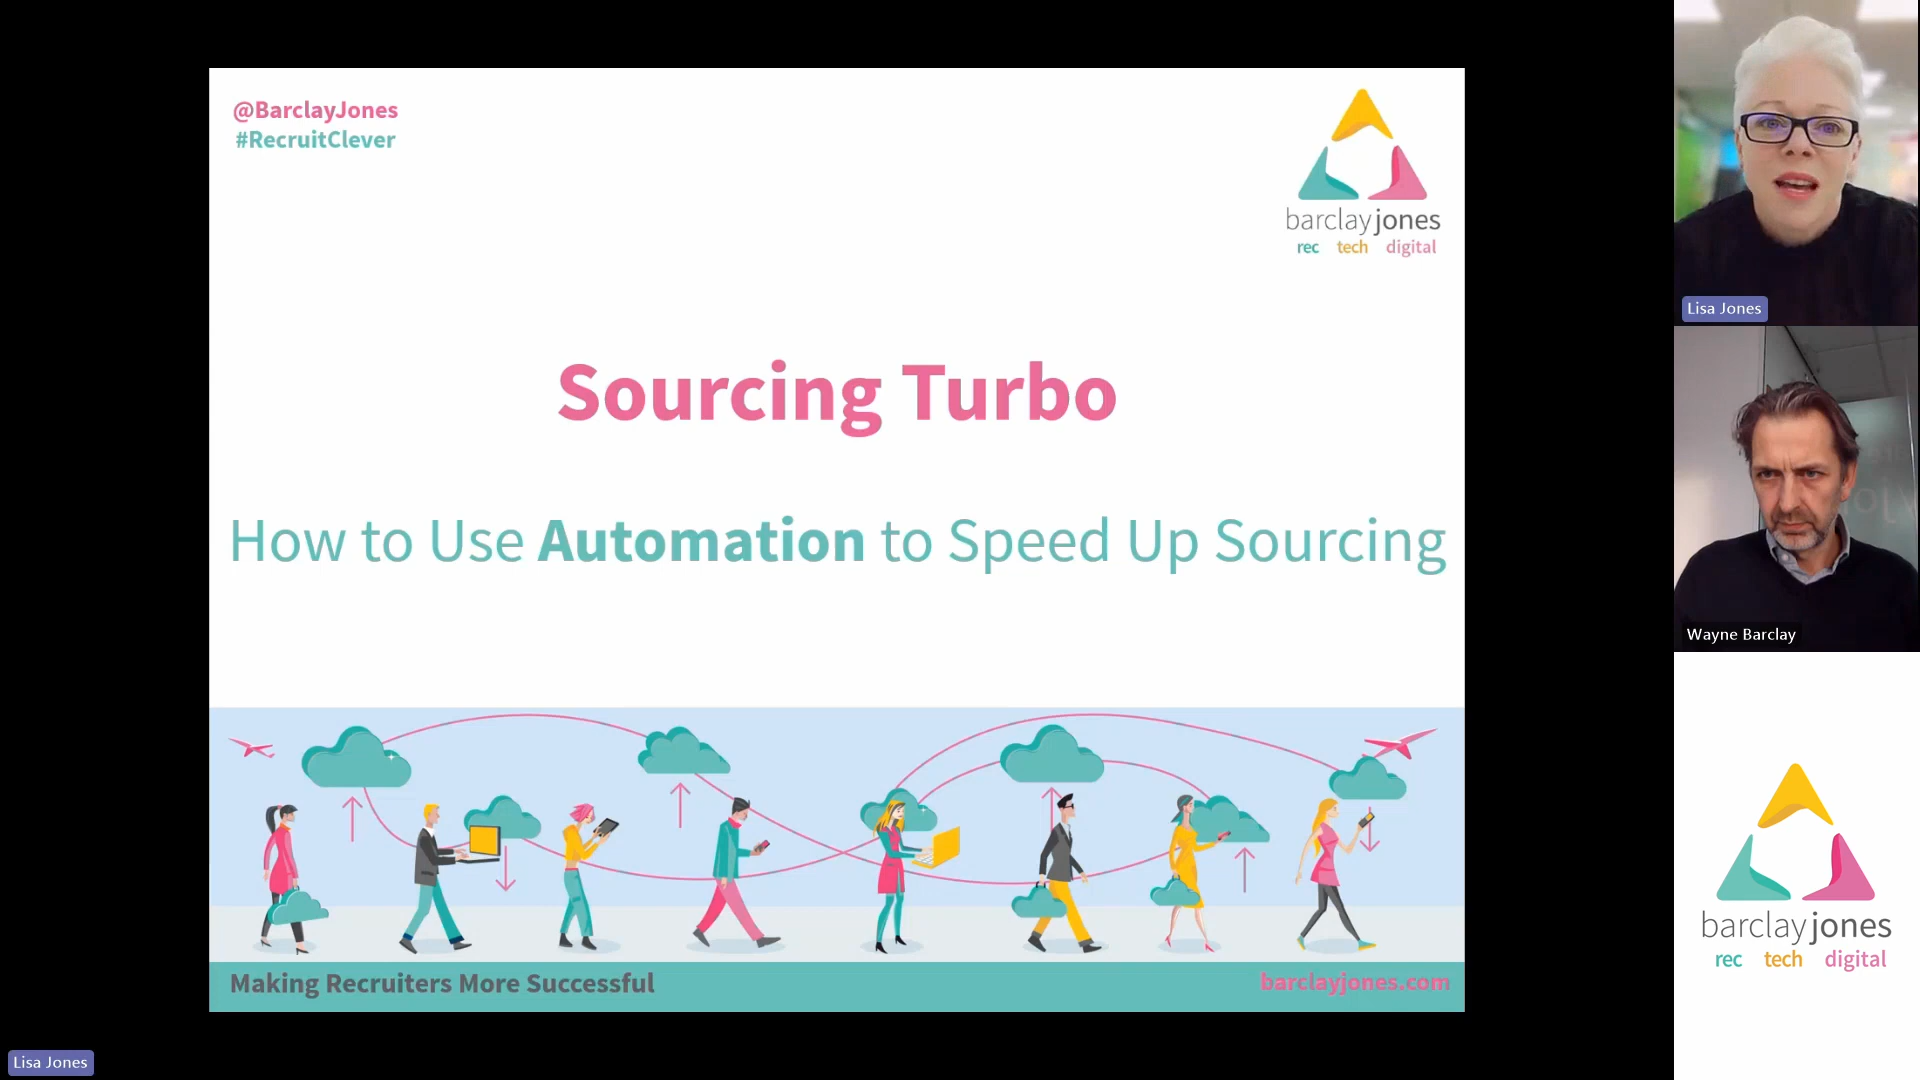 @BarclayJones
#RecruitClever
barclayjones
rec tech digital
Sourcing Turbo
How to Use Automation to Speed Up Sourcing
Making Recruiters More Successful
barclayjones.com
Lisa Jones
Lisa Jones
Wayne Barclay
barclayjones
rec tech digital